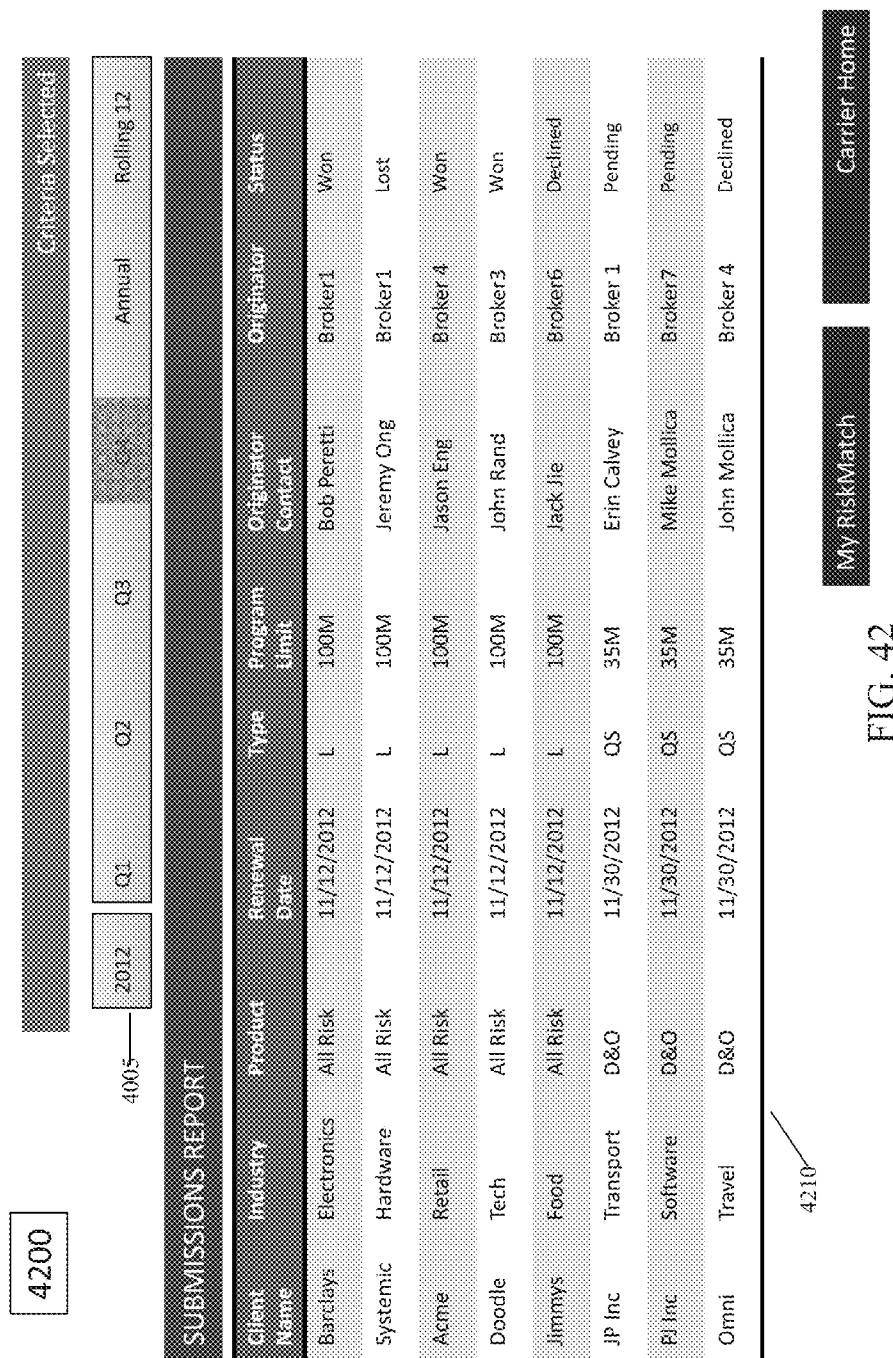 4200
Criteria Selected
4005
2012 Q1 Q2 Q3 Annual Rolling 12
SUBMISSIONS REPORT
Client Name Industry Product Renewal Date Type Program Limit Originator Contact Originator Status
Barclays Electronics All Risk 11/12/2012 L 100M Bob Peretti Broker1 Won
Systemic Hardware All Risk 11/12/2012 L 100M Jeremy Ong Broker1 Lost
Acme Retail All Risk 11/12/2012 L 100M Jason Eng Broker 4 Won
Doodle Tech All Risk 11/12/2012 L 100M John Rand Broker3 Won
Jimmys Food All Risk 11/12/2012 L 100M Jack Jie Broker6 Declined
JP Inc Transport D&O 11/30/2012 QS 35M Erin Calvey Broker 1 Pending
PJ Inc Software D&O 11/30/2012 QS 35M Mike Mollica Broker7 Pending
Omni Travel D&O 11/30/2012 QS 35M John Mollica Broker 4 Declined
4210
My RiskMatch Carrier Home
FIG. 42